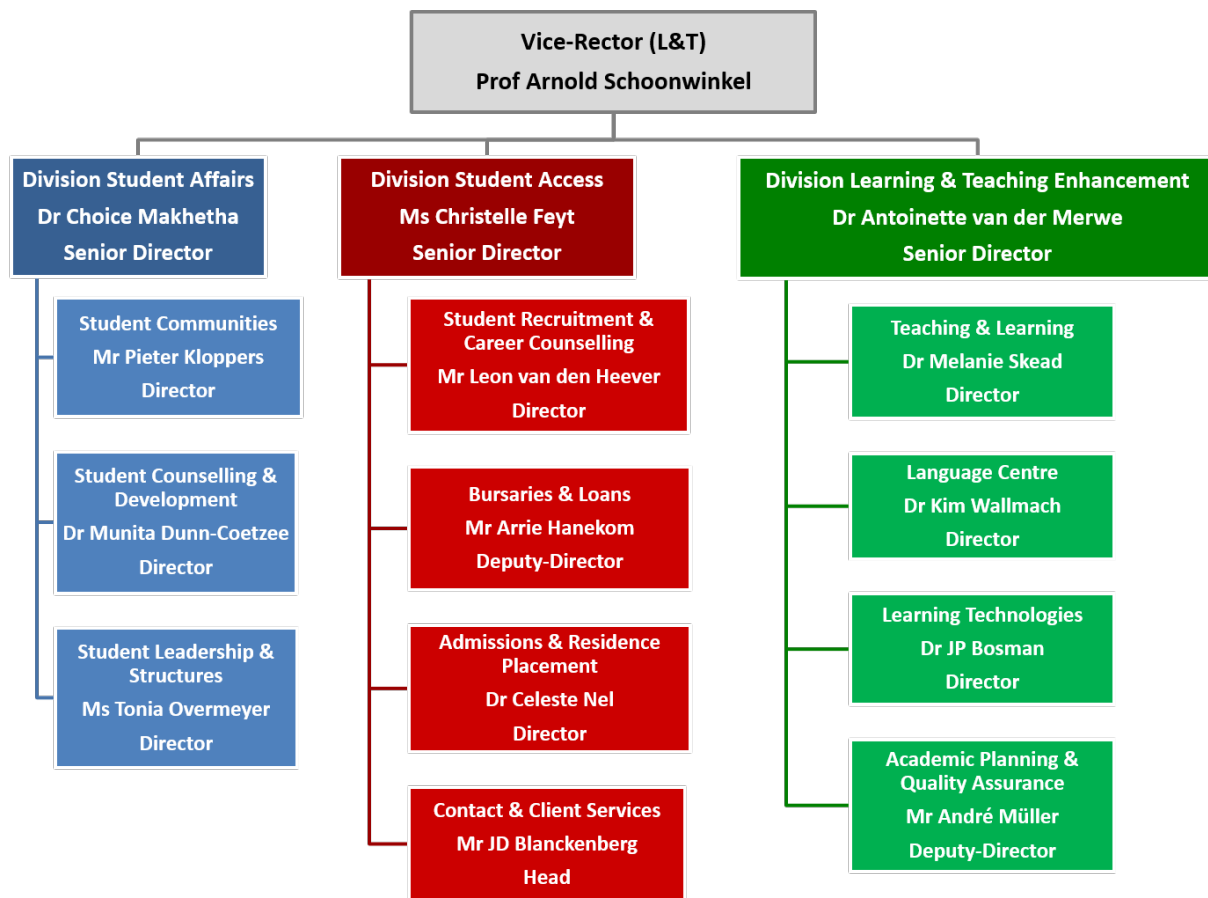 Vice-Rector (L&T)
Prof Arnold Schoonwinkel
Division Student Affairs
Dr Choice Makhetha
Senior Director
Student Communities
Mr Pieter Kloppers
Director
Student Counselling &
Development
Dr Munita Dunn-Coetzee
Director
Student Leadership &
Structures
Ms Tonia Overmeyer
Director
Division Student Access
Ms Christelle Feyt
Senior Director
Student Recruitment &
Career Counselling
Mr Leon van den Heever
Director
Bursaries & Loans
Mr Arrie Hanekom
Deputy-Director
Admissions & Residence
Placement
Dr Celeste Nel
Director
Contact & Client Services
Mr JD Blanckenberg
Head
Division Learning & Teaching Enhancement
Dr Antoinette van der Merwe
Senior Director
Teaching & Learning
Dr Melanie Skead
Director
Language Centre
Dr Kim Wallmach
Director
Learning Technologies
Dr JP Bosman
Director
Academic Planning &
Quality Assurance
Mr André Müller
Deputy-Director